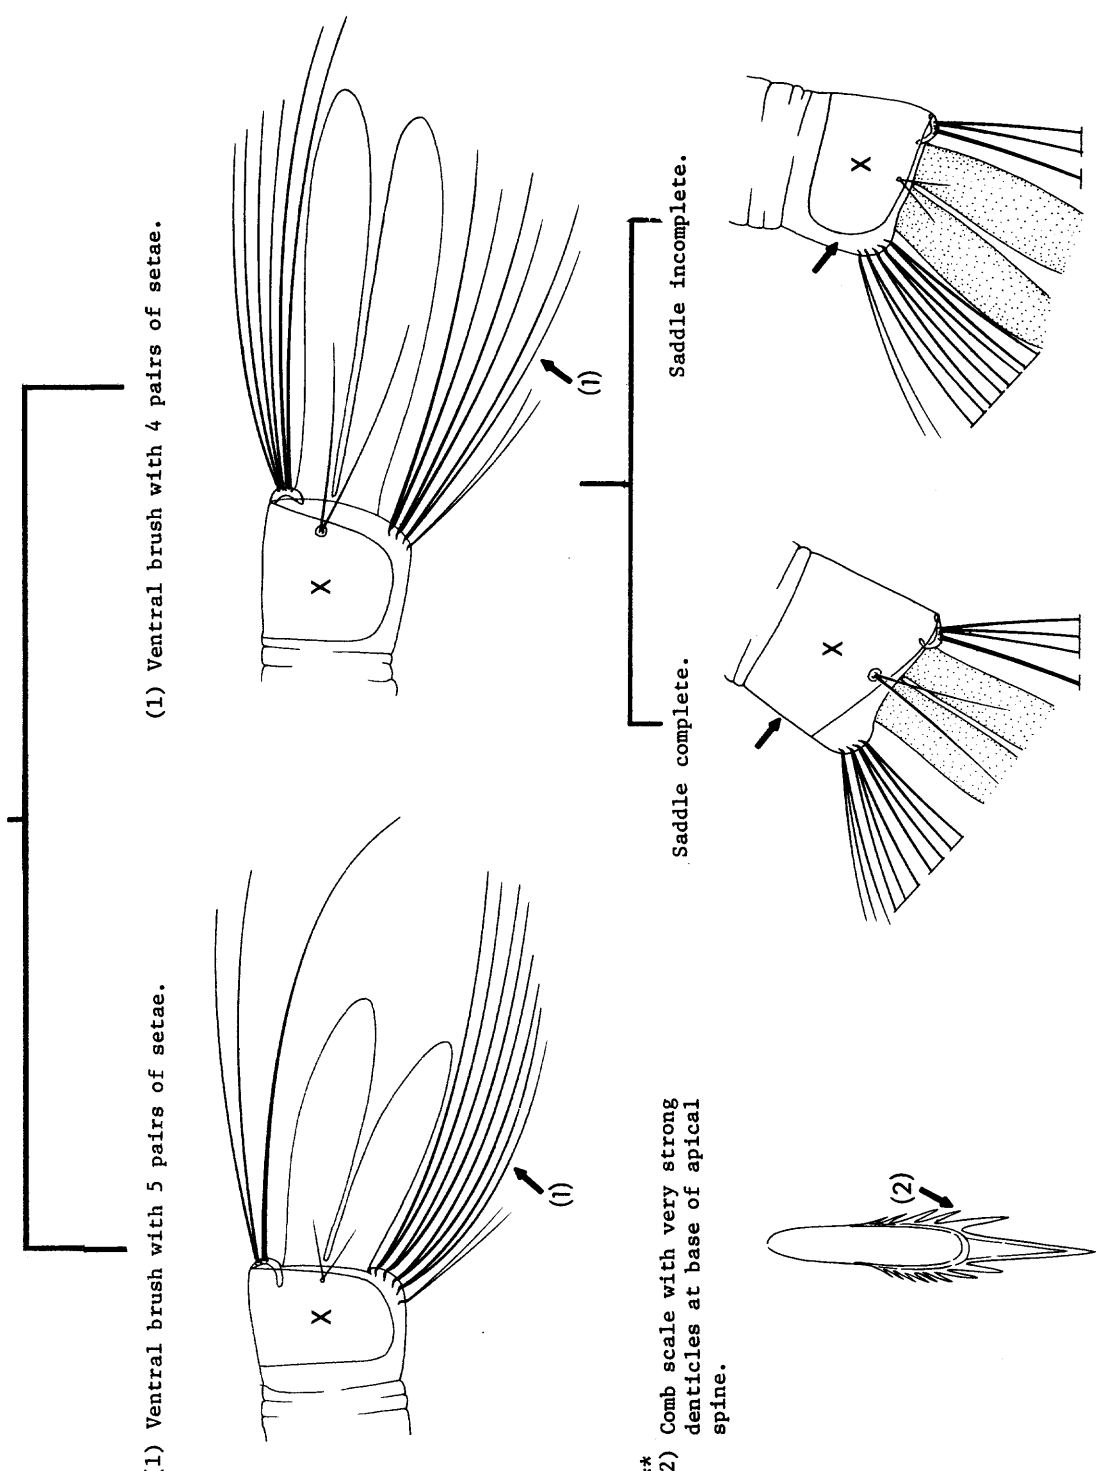 (1) Ventral brush with 5 pairs of setae.
(1) Ventral brush with 4 pairs of setae.
X
(1)
X
(1)
**
(2) Comb scale with very strong
denticles at base of apical
spine.
(2)
Saddle complete.
Saddle incomplete.
X
X